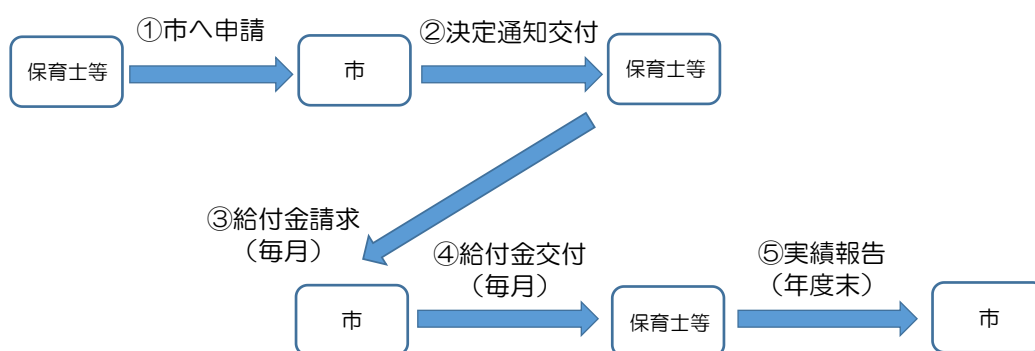 ①市へ申請
②決定通知交付
保育士等
市
保育士等
③給付金請求
（毎月）
④給付金交付
（毎月）
⑤実績報告
（年度末）
市
保育士等
市